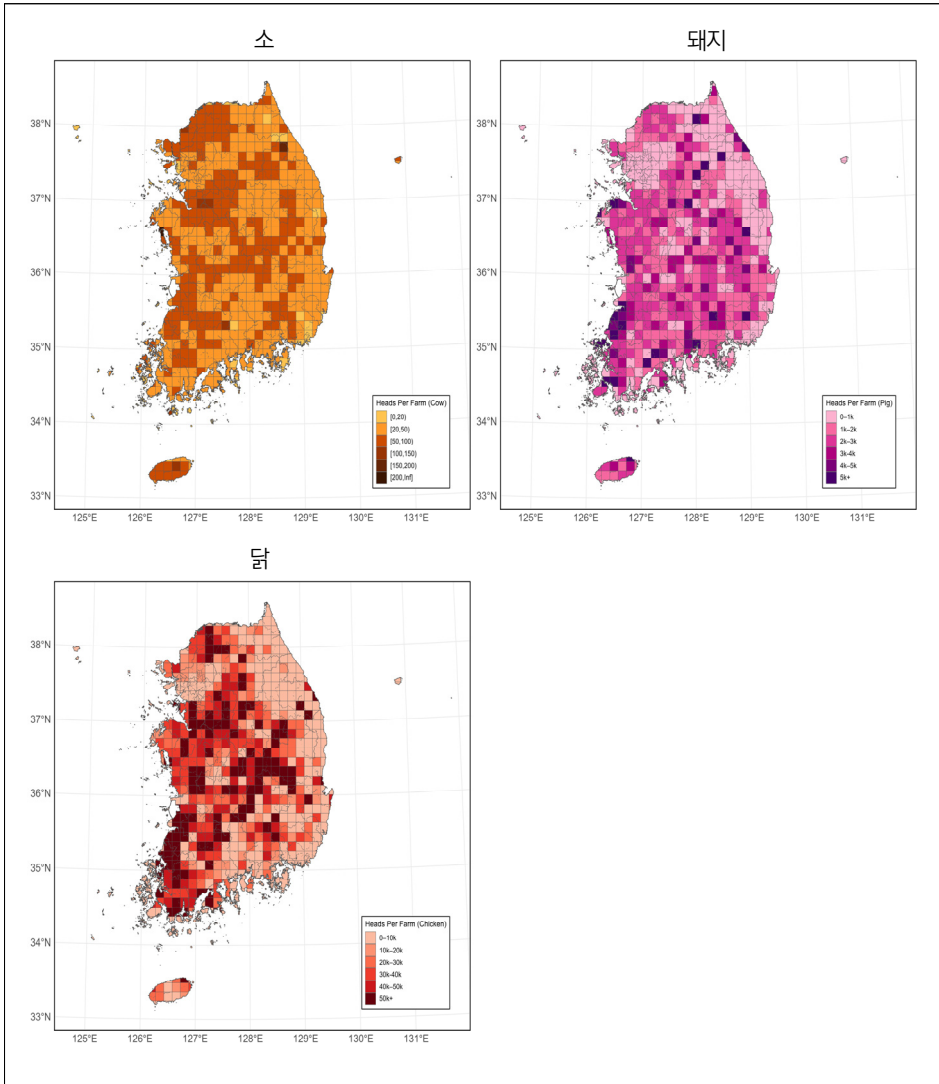 소
돼지
38°N
37°N
36°N
35°N
34°N
33°N
125°E 126°E 127°E 128°E 129°E 130°E 131°E
Heads Per Farm (Cow)
[0,20)
[20,50)
[50,100)
[100,150)
[150,200)
[200,Inf]
38°N
37°N
36°N
35°N
34°N
33°N
125°E 126°E 127°E 128°E 129°E 130°E 131°E
Heads Per Farm (Pig)
0–1k
1k–2k
2k–3k
3k-4k
4k–5k
5k+
닭
38°N
37°N
36°N
35°N
34°N
33°N
125°E 126°E 127°E 128°E 129°E 130°E 131°E
Heads Per Farm (Chicken)
0–10k
10k–20k
20k–30k
30k-40k
40k–50k
50k+